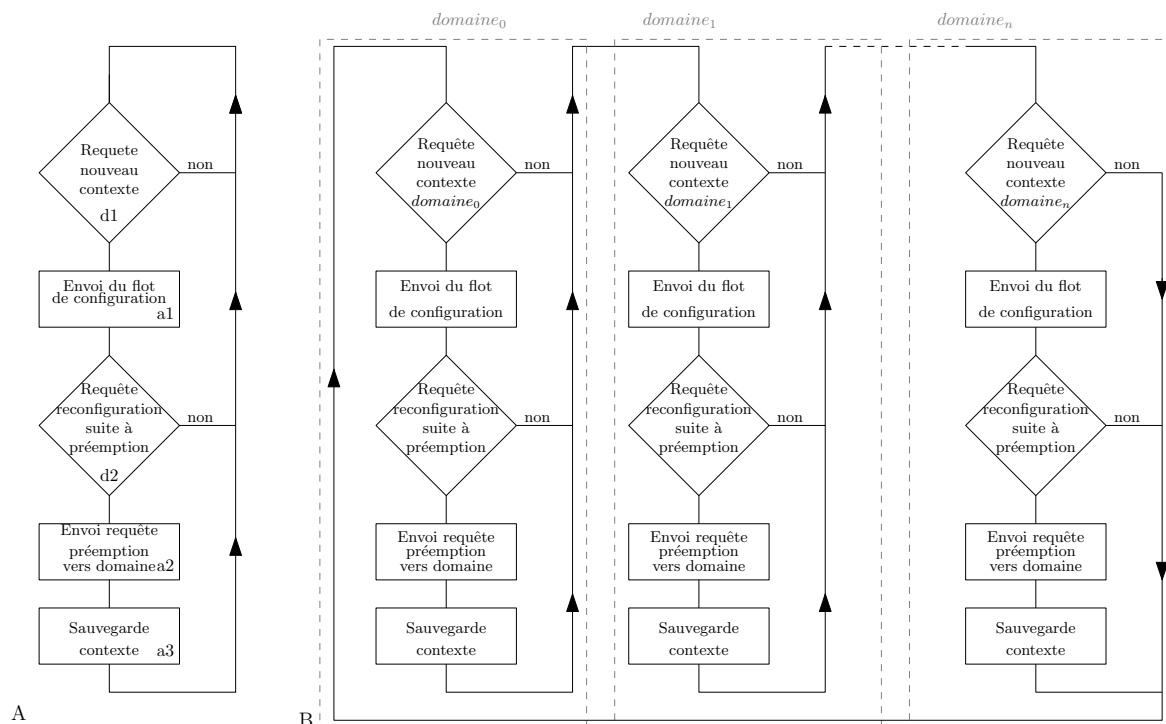 domaine₀
domaine₁
domaineₙ
Requete
nouveau
contexte
d1
non
Envoi du flot
de configuration
a1
Requête
reconfiguration
suite à
préemption
d2
non
Envoi requête
préemption
vers domaine a2
Sauvegarde
contexte a3
A
Requête
nouveau
contexte
domaine₀
non
Envoi du flot
de configuration
Requête
reconfiguration
suite à
préemption
non
Envoi requête
préemption
vers domaine
Sauvegarde
contexte
Requête
nouveau
contexte
domaine₁
non
Envoi du flot
de configuration
Requête
reconfiguration
suite à
préemption
non
Envoi requête
préemption
vers domaine
Sauvegarde
contexte
Requête
nouveau
contexte
domaineₙ
non
Envoi du flot
de configuration
Requête
reconfiguration
suite à
préemption
non
Envoi requête
préemption
vers domaine
Sauvegarde
contexte
B